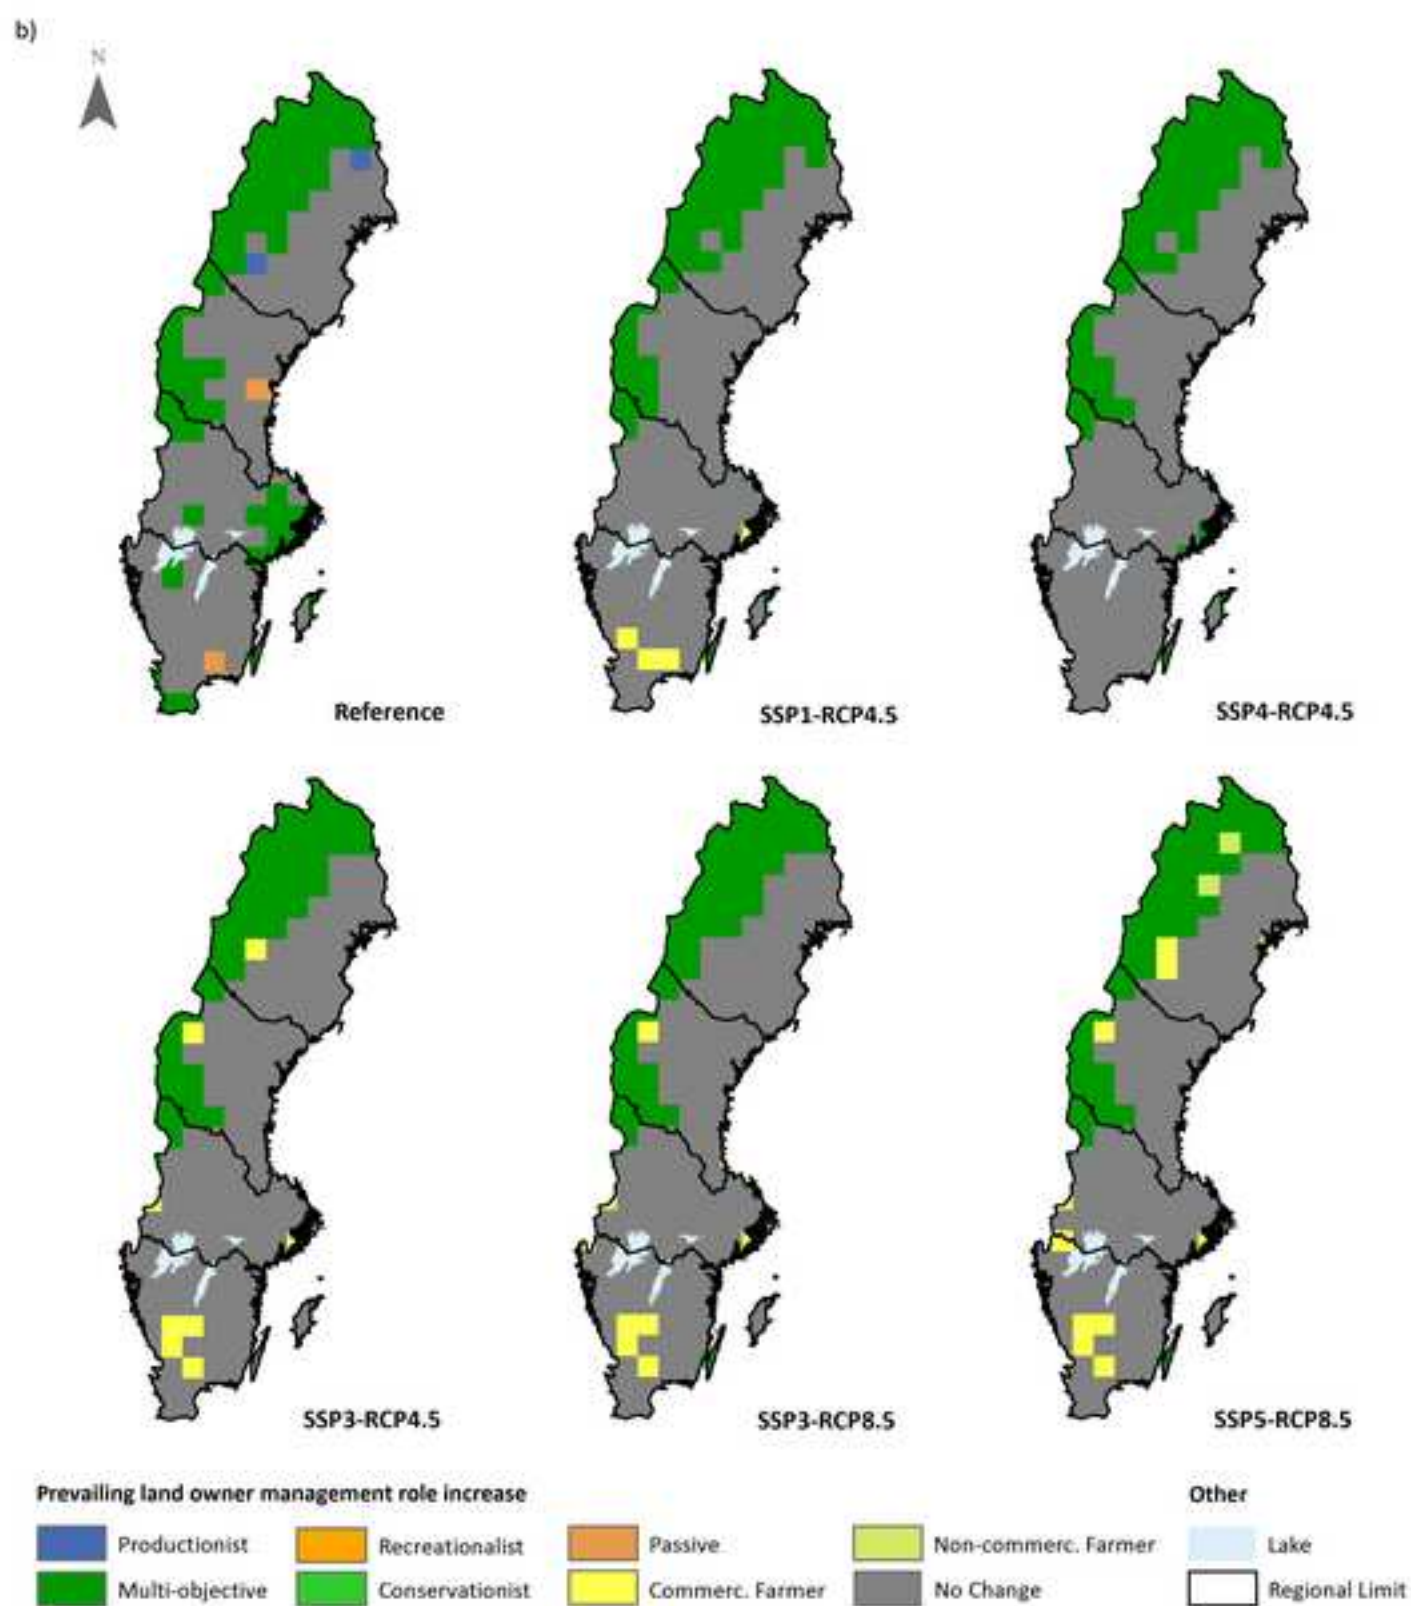 b)
N
Reference
SSP1-RCP4.5
SSP4-RCP4.5
SSP3-RCP4.5
SSP3-RCP8.5
SSP5-RCP8.5
Prevailing land owner management role increase
Other
Productionist
Recreationalist
Passive
Non-commerc. Farmer
Lake
Multi-objective
Conservationist
Commerc. Farmer
No Change
Regional Limit